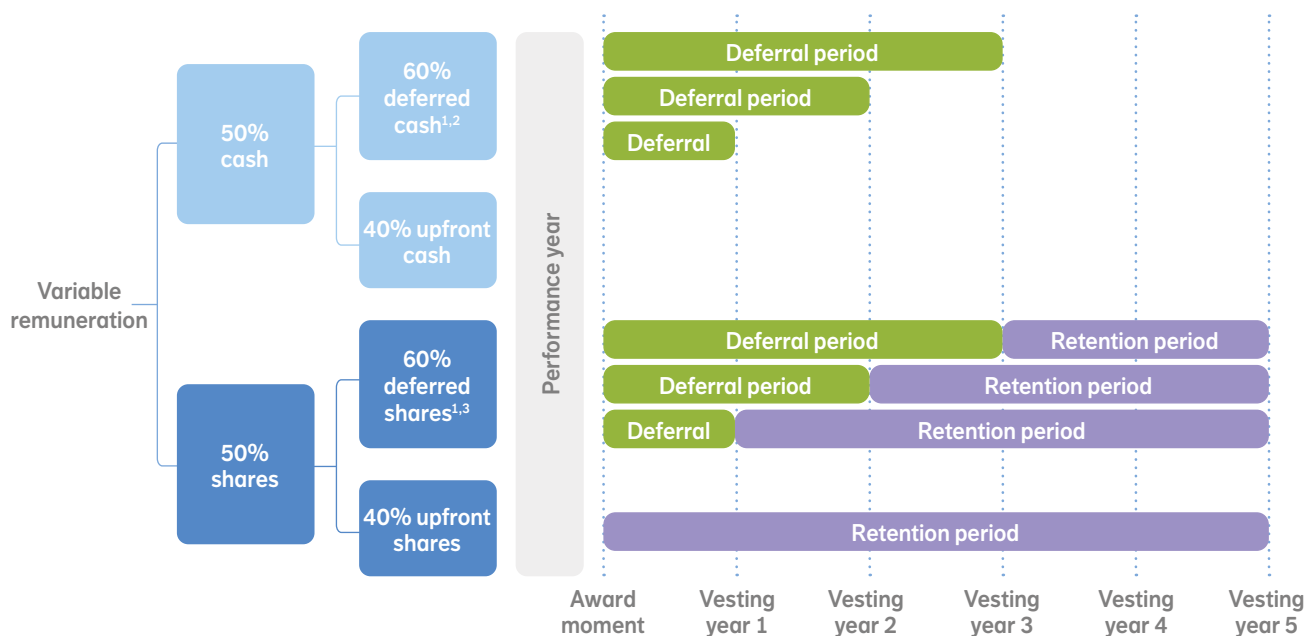 Variable
remuneration
50%
cash
50%
shares
60%
deferred
cash1,2
40% upfront
cash
60%
deferred
shares1,3
40% upfront
shares
Performance year
Deferral period
Deferral period
Deferral
Deferral period
Retention period
Deferral period
Retention period
Deferral
Retention period
Retention period
Award
moment
Vesting
year 1
Vesting
year 2
Vesting
year 3
Vesting
year 4
Vesting
year 5